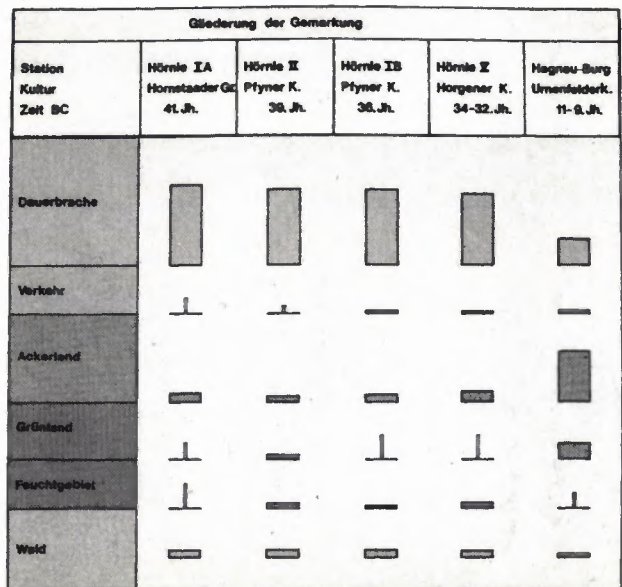 Gliederung der Gemarkung
Station
Kultur
Zeit BC
Hörnle IA
Hornstaader Gr.
41. Jh.
Hörnle II
Pfyner K.
39. Jh.
Hörnle IB
Pfyner K.
36. Jh.
Hörnle V
Horgener K.
34-32. Jh.
Hagnau-Burg
Urnenfelderk.
11-9. Jh.
Dauerbrache
Verkehr
Ackerland
Grünland
Feuchtgebiet
Wald